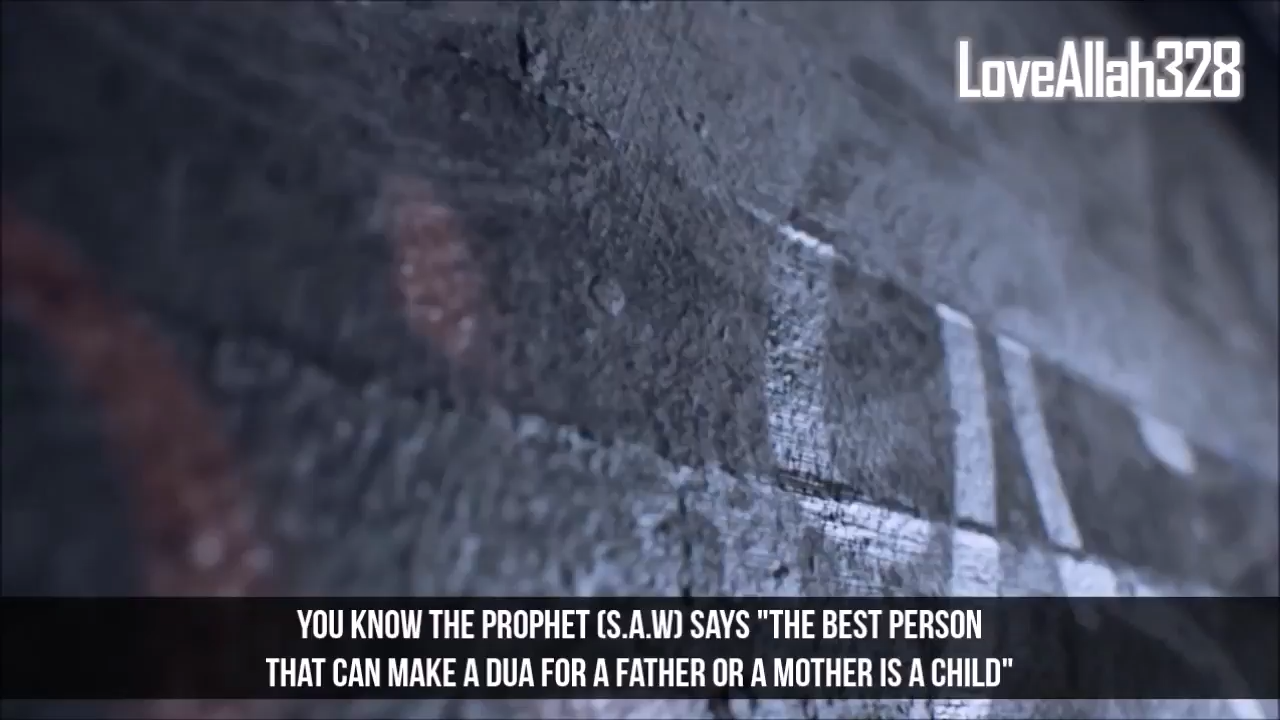 LoveAllah328
YOU KNOW THE PROPHET (S.A.W) SAYS "THE BEST PERSON
THAT CAN MAKE A DUA FOR A FATHER OR A MOTHER IS A CHILD"